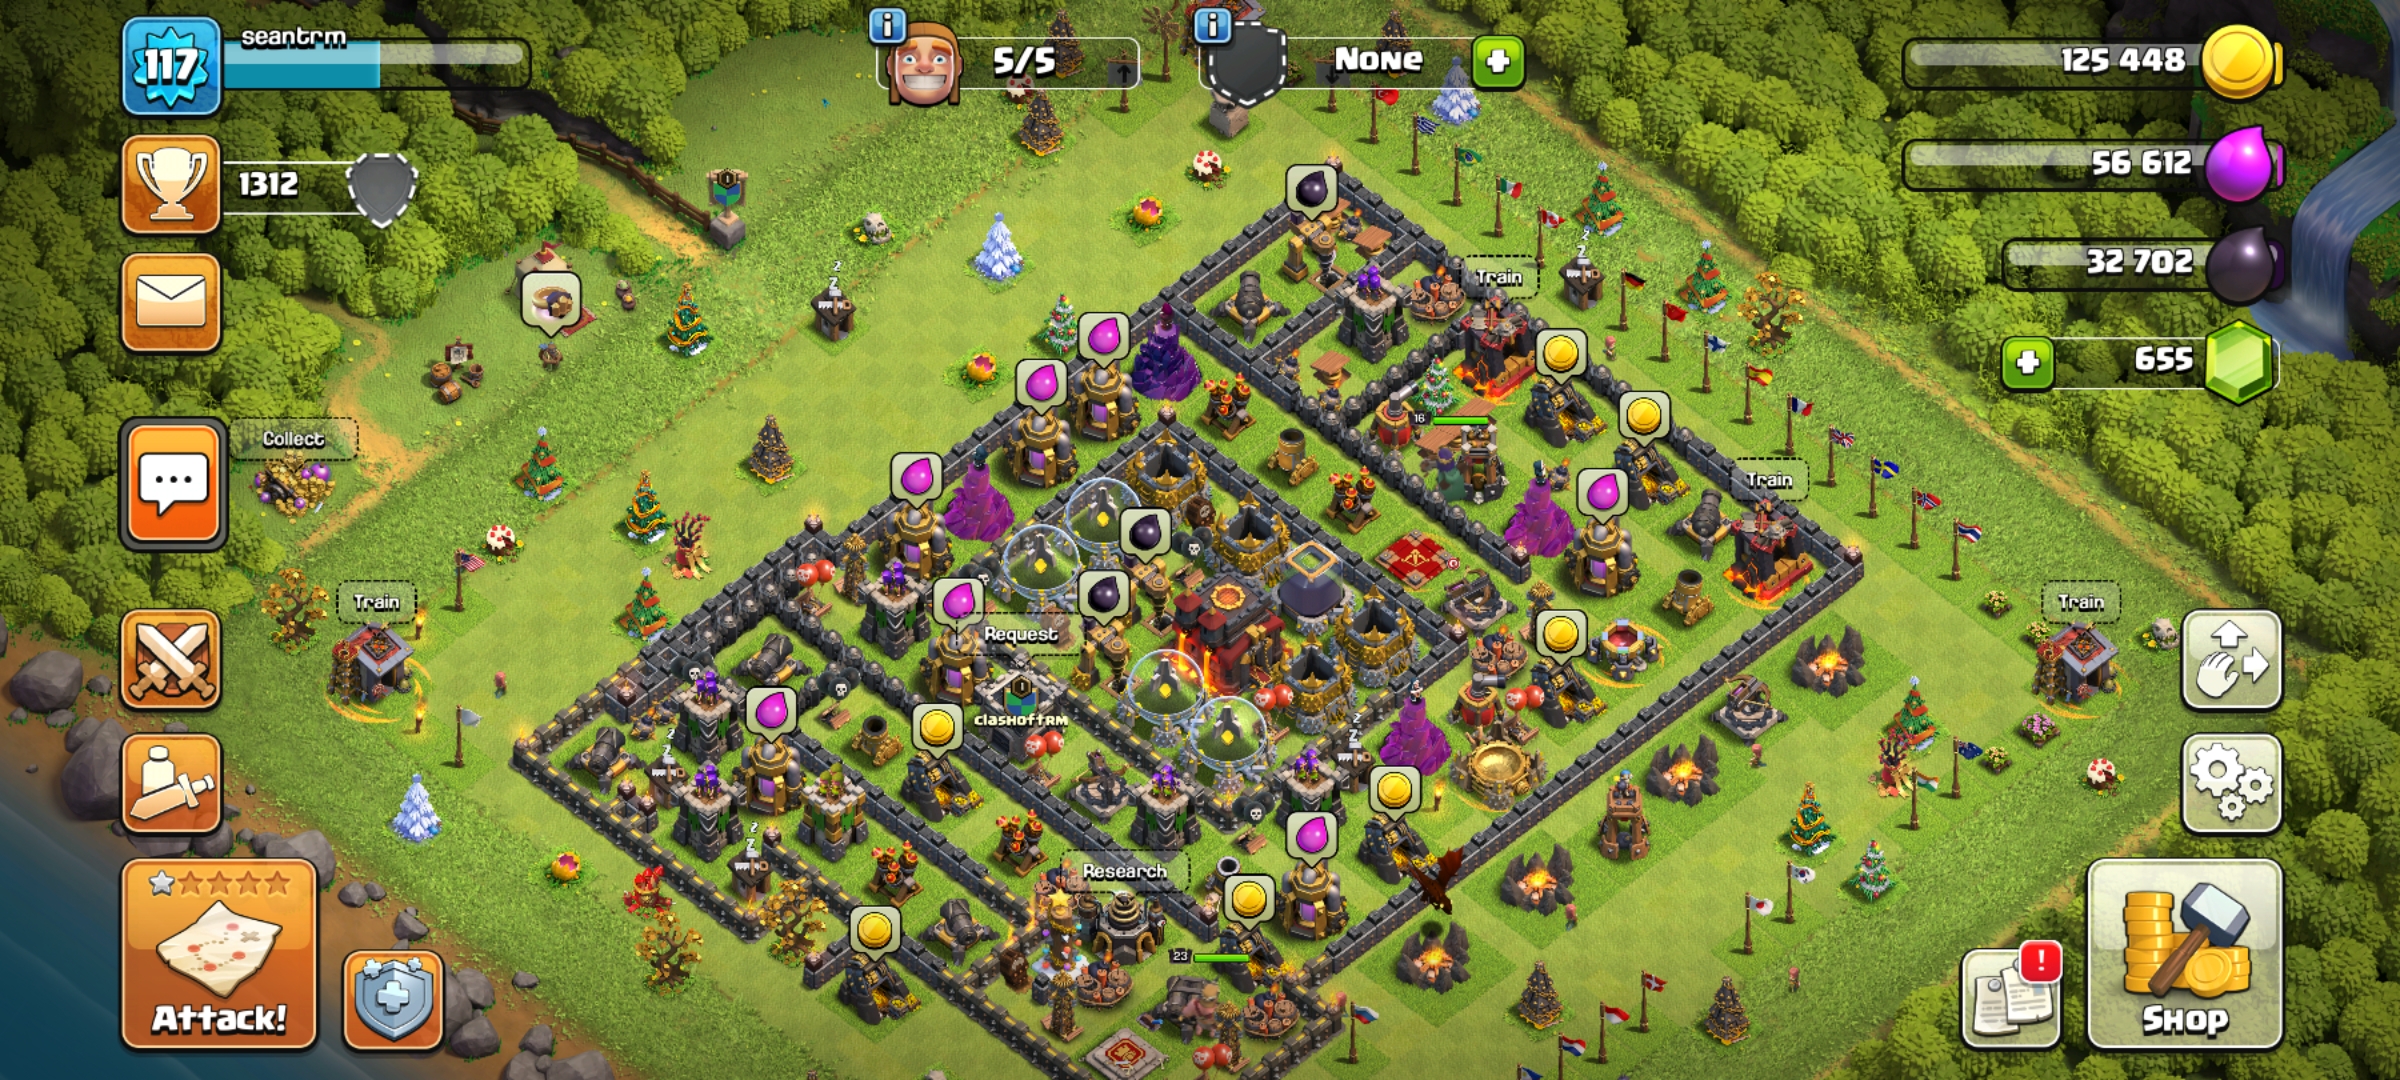 117
seantrm
5/5
None
125 448
1312
56 612
32 702
655
Train
16
Collect
Train
Train
Train
Request
clashoftrm
Research
23
Attack!
Shop
!